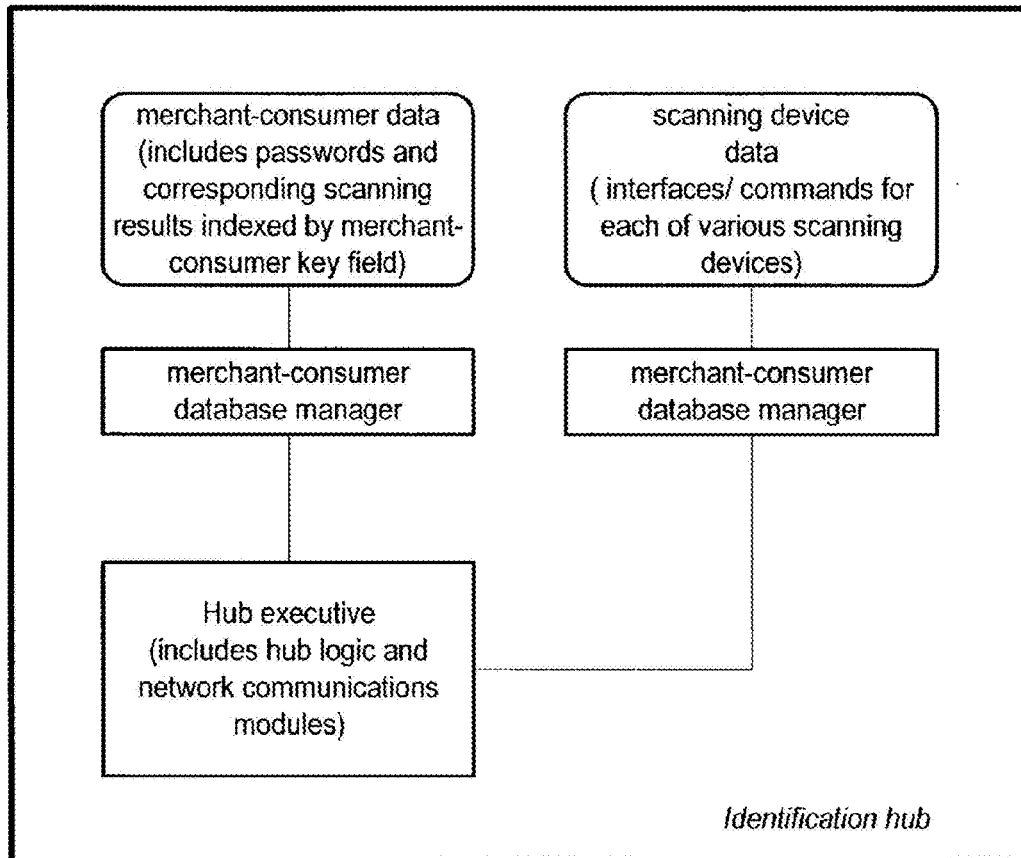 merchant-consumer data
(includes passwords and
corresponding scanning
results indexed by merchant-
consumer key field)
scanning device
data
( interfaces/ commands for
each of various scanning
devices)
merchant-consumer
database manager
merchant-consumer
database manager
Hub executive
(includes hub logic and
network communications
modules)
Identification hub